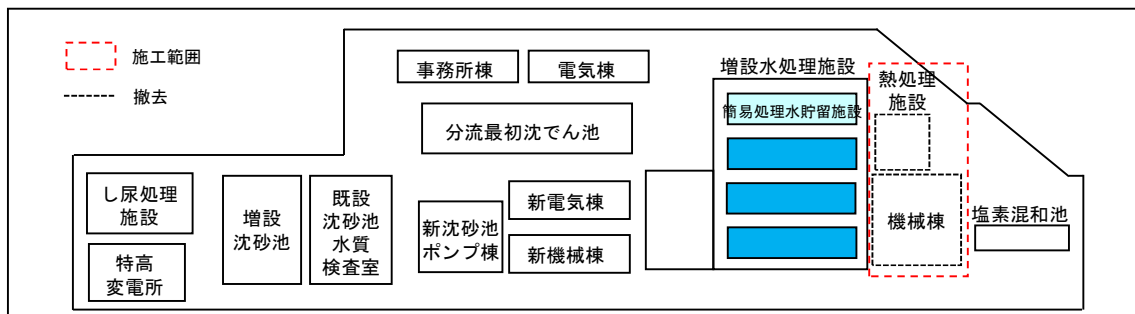 施工範囲
撤去
事務所棟
電気棟
増設水処理施設
熱処理
施設
簡易処理水貯留施設
分流最初沈でん池
し尿処理
施設
増設
沈砂池
既設
沈砂池
水質
検査室
新沈砂池
ポンプ棟
新電気棟
新機械棟
機械棟
塩素混和池
特高
変電所